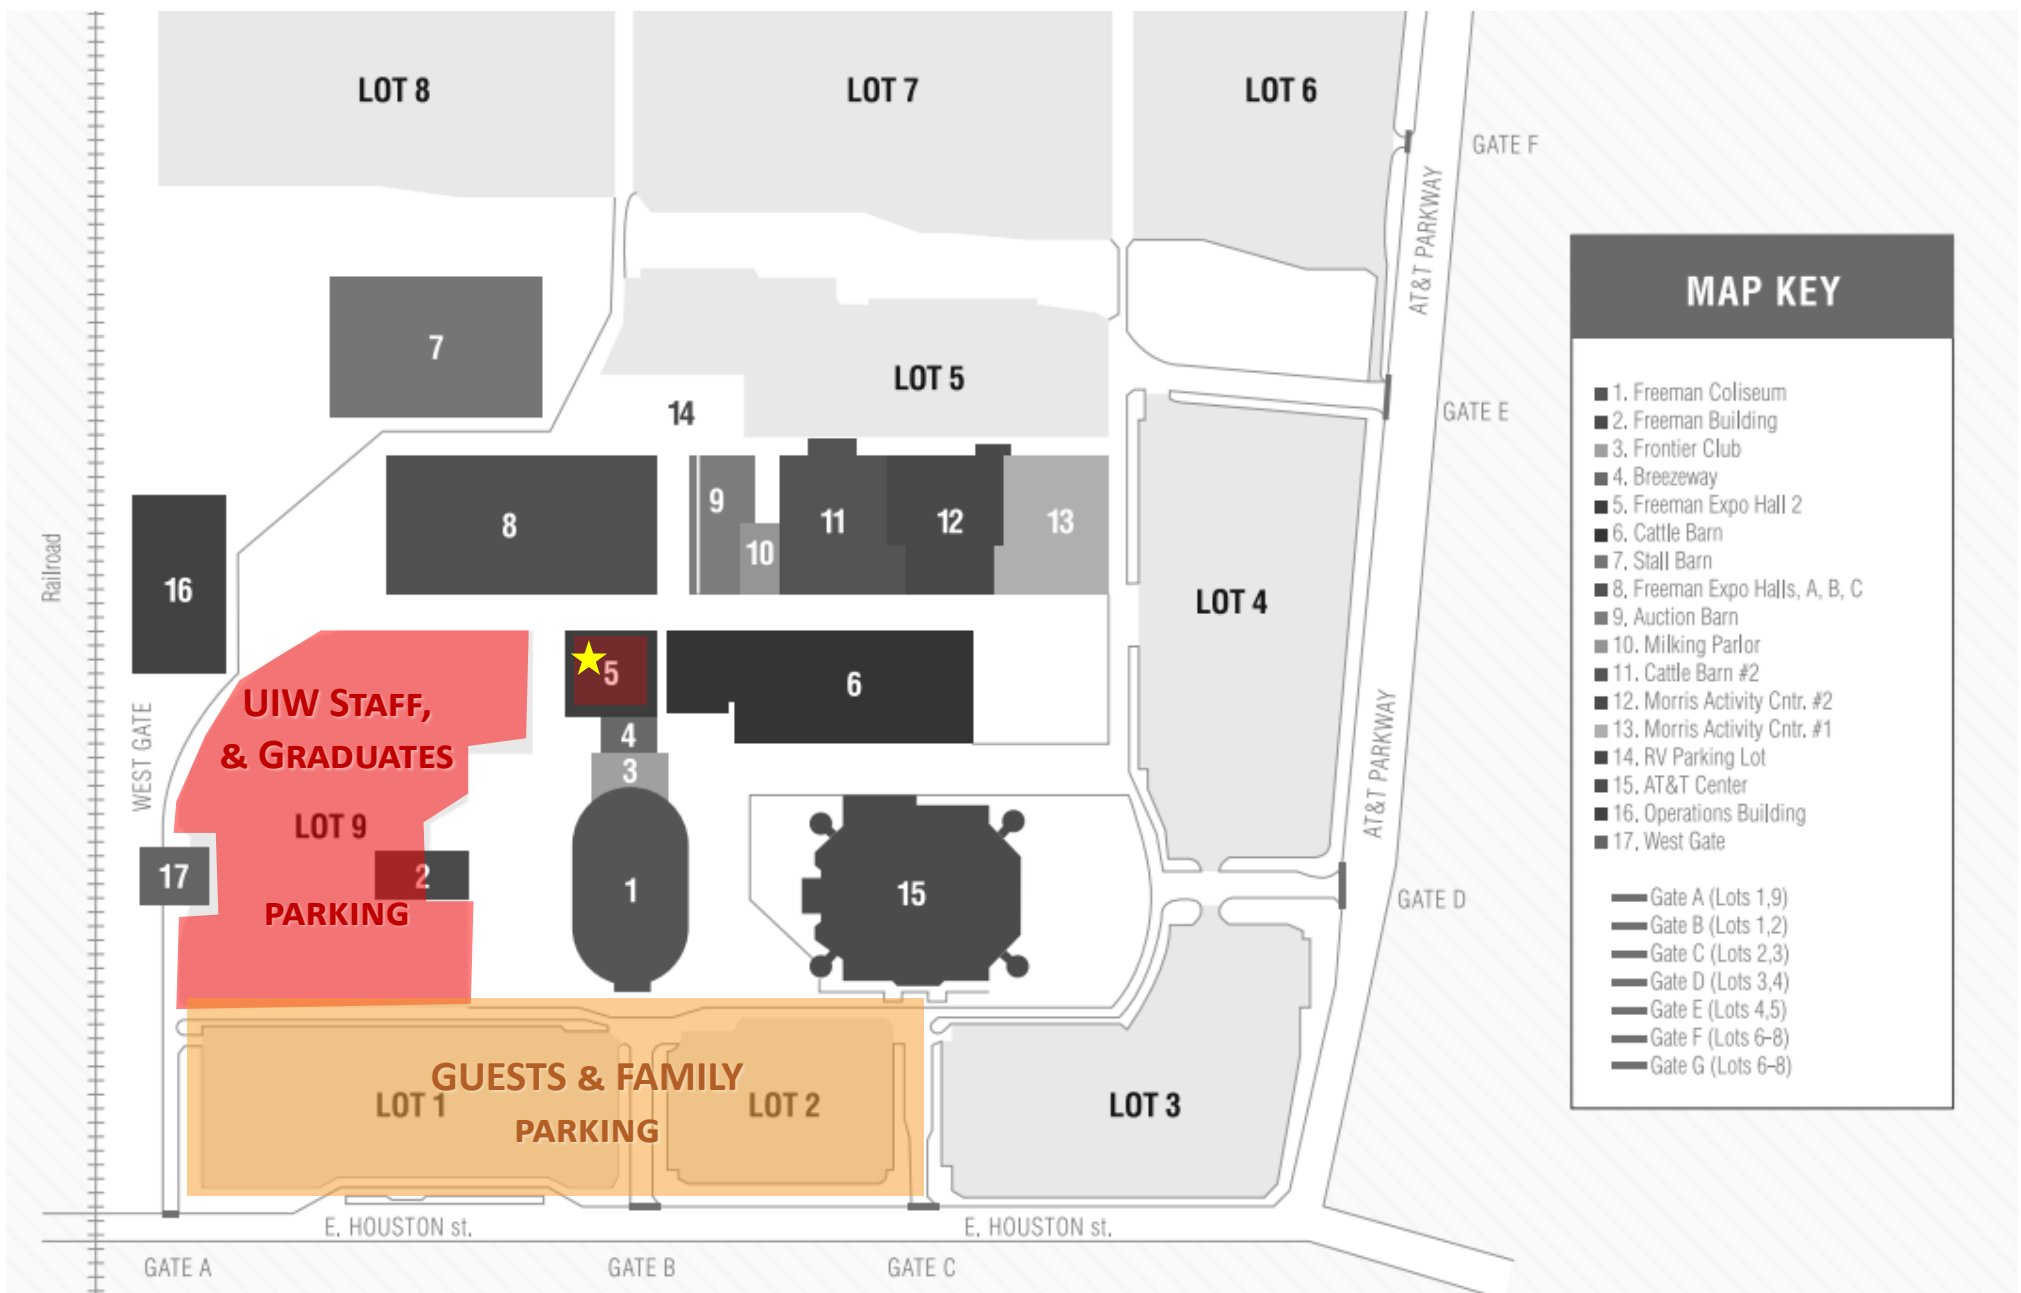 LOT 8
LOT 7
LOT 6
GATE F
AT&T PARKWAY
7
LOT 5
14
GATE E
8
9
10
11
12
13
16
Railroad
LOT 4
5
6
UIW STAFF,
& GRADUATES
LOT 9
PARKING
WEST GATE
4
3
17
2
1
15
AT&T PARKWAY
GATE D
GUESTS & FAMILY
PARKING
LOT 1
LOT 2
LOT 3
E. HOUSTON st.
E. HOUSTON st.
GATE A
GATE B
GATE C
MAP KEY
1. Freeman Coliseum
2. Freeman Building
3. Frontier Club
4. Breezeway
5. Freeman Expo Hall 2
6. Cattle Barn
7. Stall Barn
8. Freeman Expo Halls, A, B, C
9. Auction Barn
10. Milking Parlor
11. Cattle Barn #2
12. Morris Activity Cntr. #2
13. Morris Activity Cntr. #1
14. RV Parking Lot
15. AT&T Center
16. Operations Building
17. West Gate
Gate A (Lots 1,9)
Gate B (Lots 1,2)
Gate C (Lots 2,3)
Gate D (Lots 3,4)
Gate E (Lots 4,5)
Gate F (Lots 6-8)
Gate G (Lots 6-8)